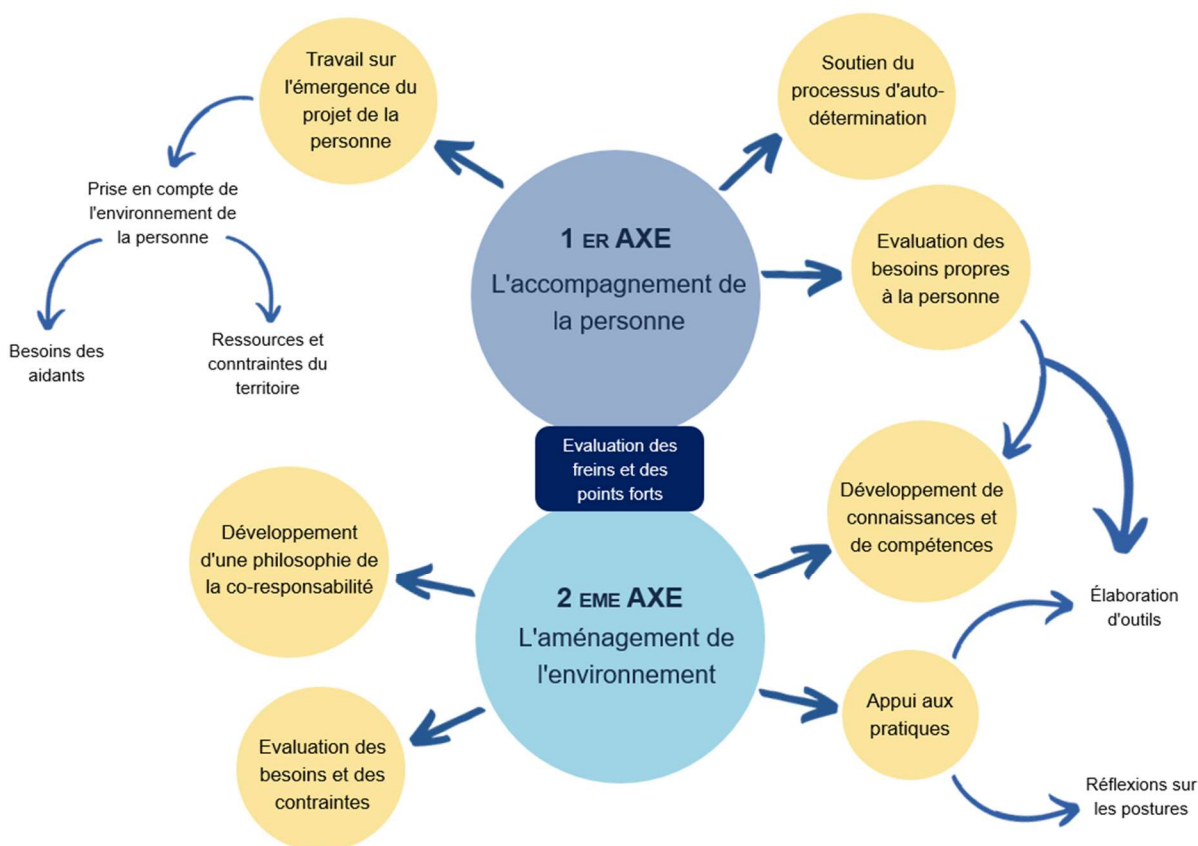 Travail sur
l'émergence du
projet de la
personne
Soutien du
processus d'auto-
détermination
Prise en compte de
l'environnement de
la personne
Besoins des
aidants
Ressources et
conntraintes du
territoire
1 ER AXE
L'accompagnement de
la personne
Evaluation des
besoins propres
à la personne
Evaluation des
freins et des
points forts
Développement
d'une philosophie de
la co-responsabilité
Développement de
connaissances et
de compétences
2 EME AXE
L'aménagement de
l'environnement
Élaboration
d'outils
Evaluation des
besoins et des
contraintes
Appui aux
pratiques
Réflexions sur
les postures